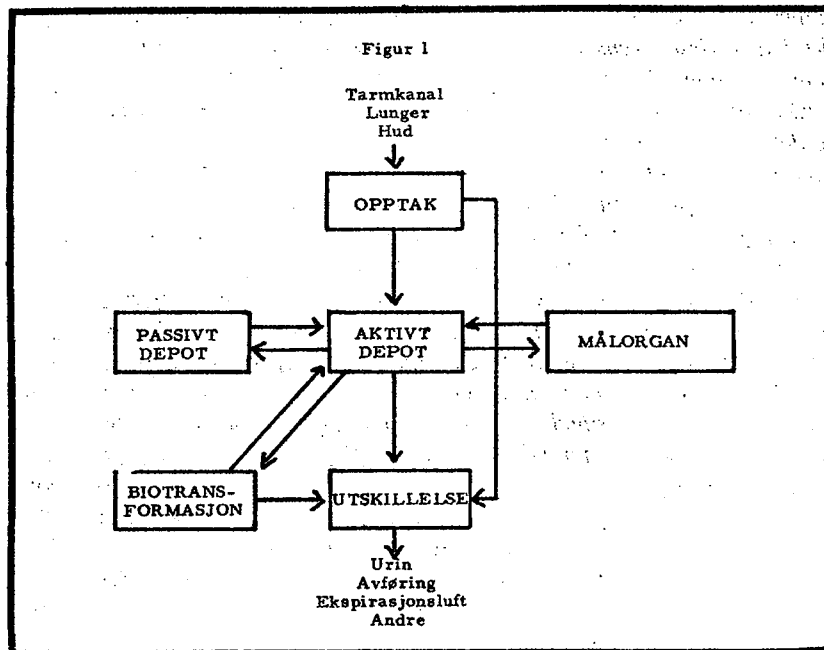 Figur 1
Tarmkanal
Lunger
Hud
OPPTAK
PASSIVT
DEPOT
AKTIVT
DEPOT
MÅLORGAN
BIOTRANS-
FORMASJON
UTSKILLELSE
Urin
Avføring
Ekspirasjonsluft
Andre